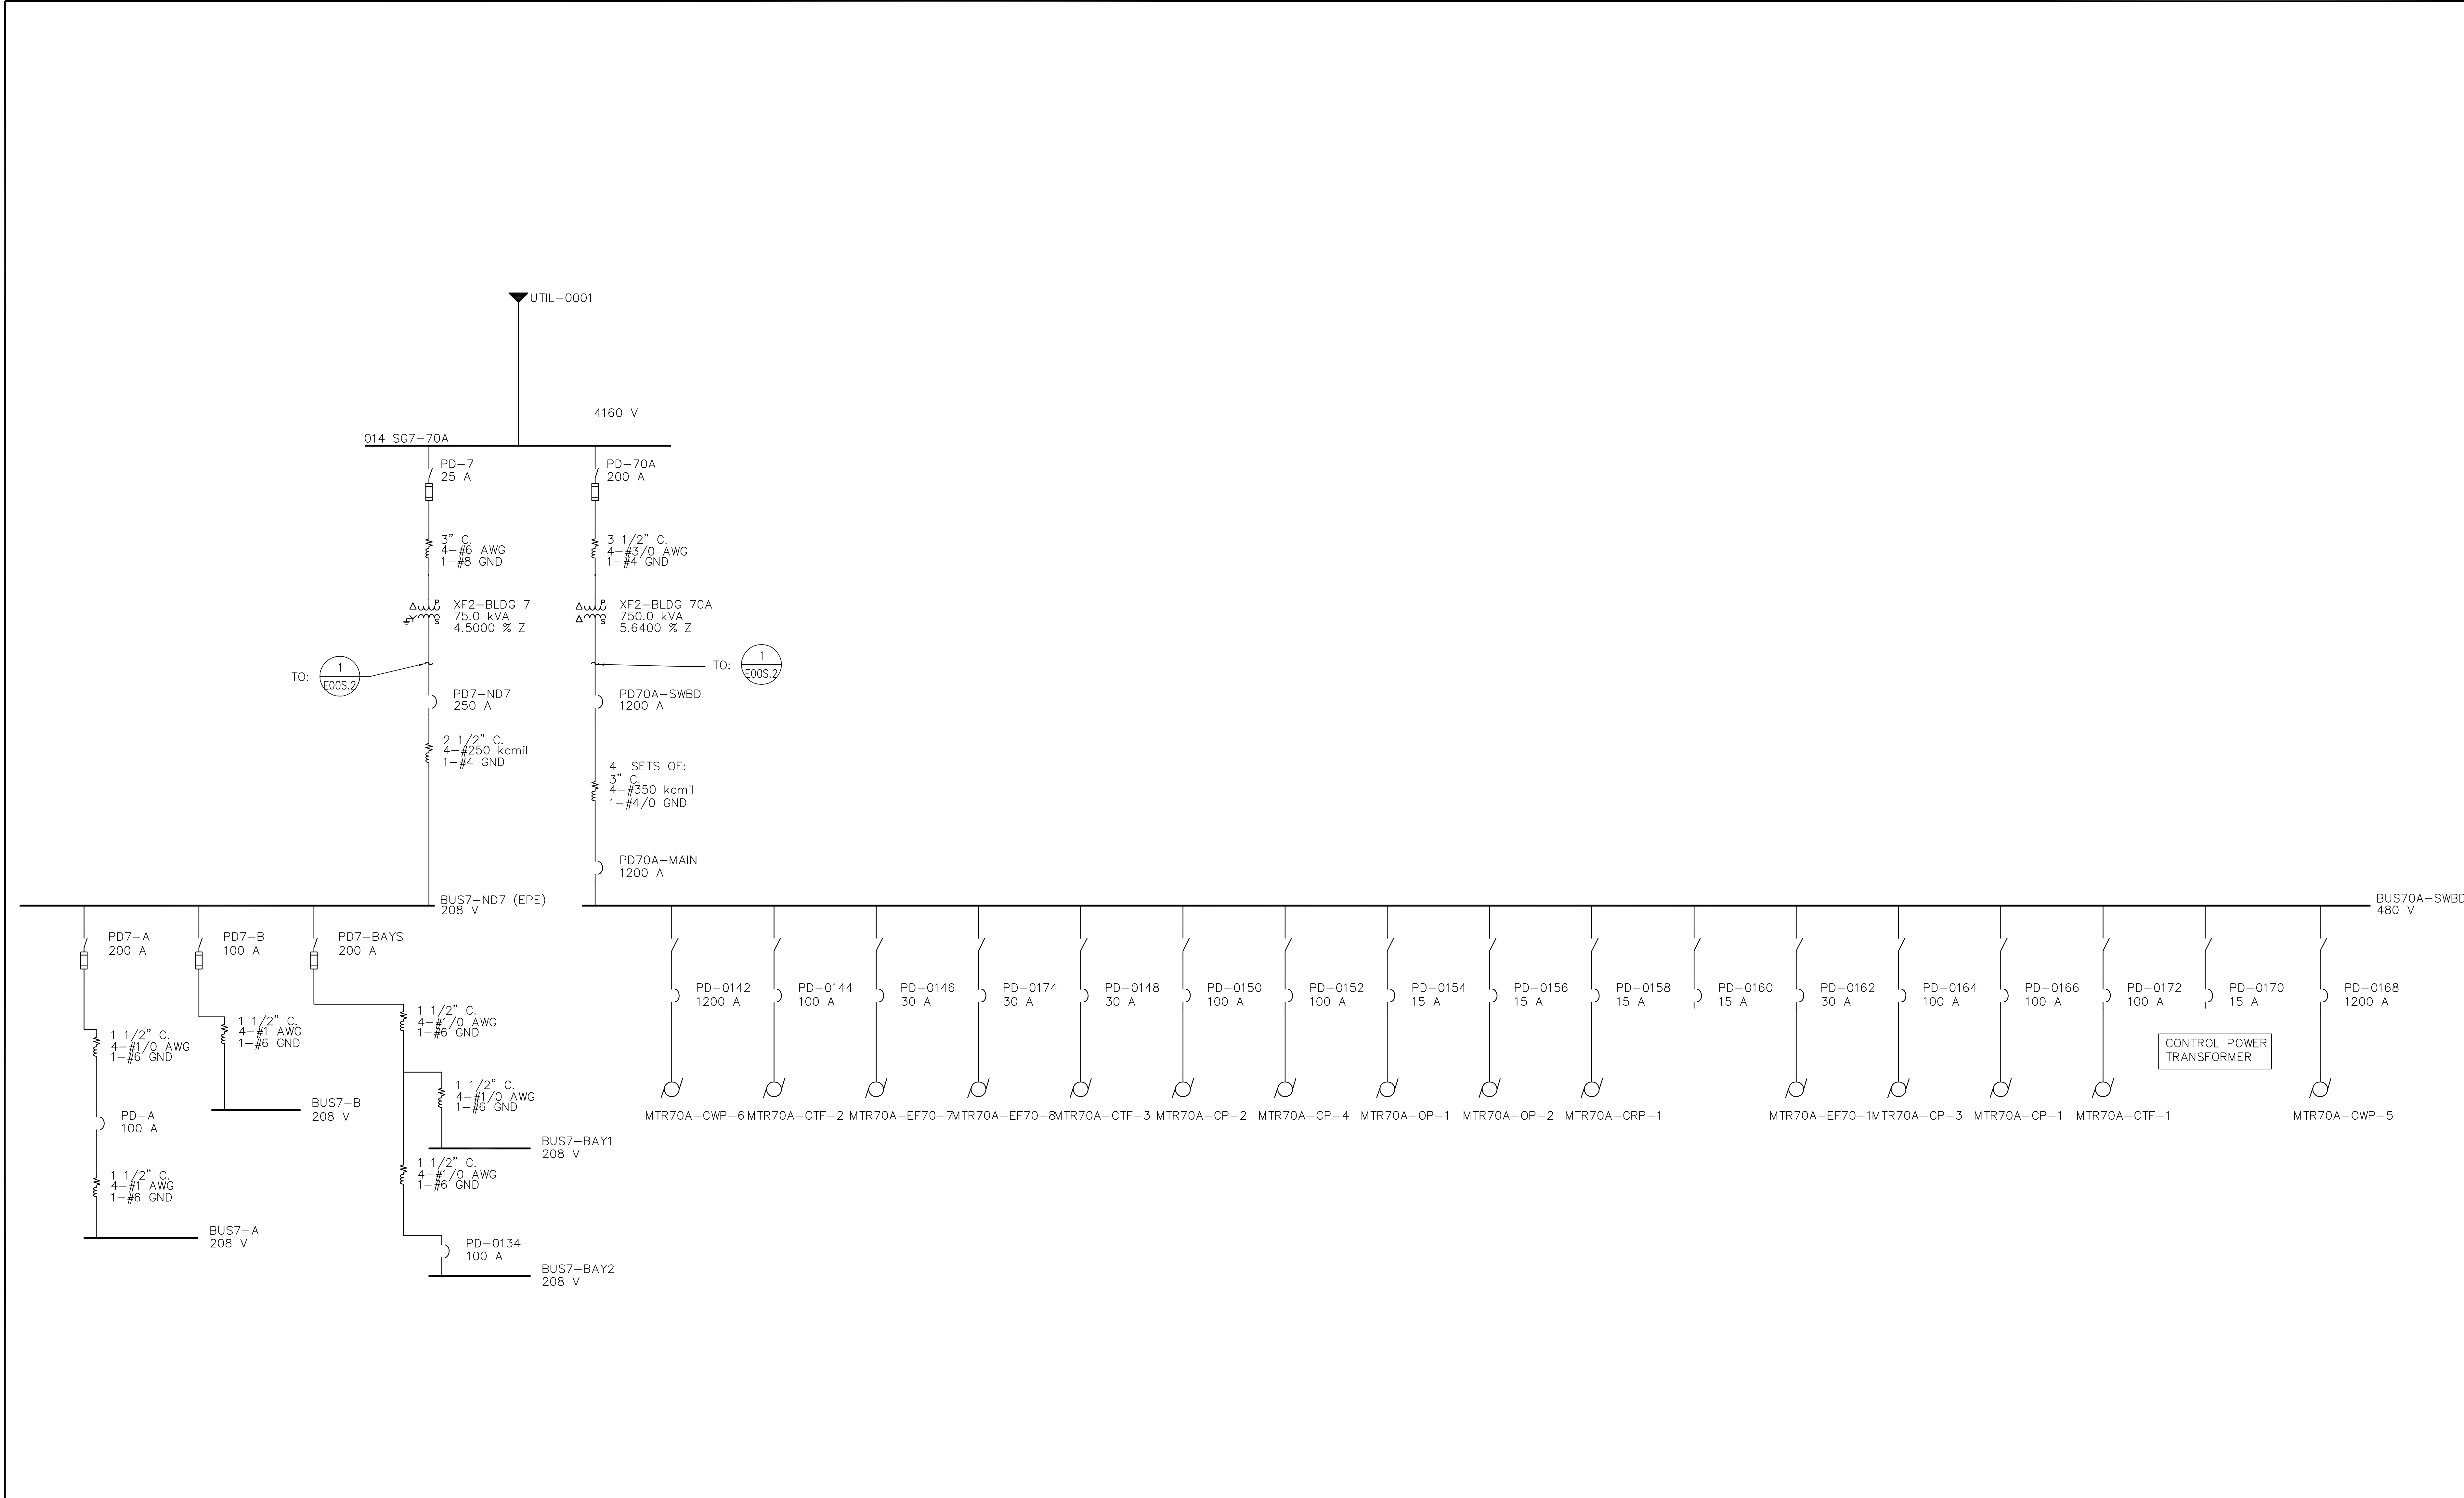 UTIL-0001
4160 V
014 SG7-70A
PD-7
25 A
PD-70A
200 A
3" C.
4-#6 AWG
1-#8 GND
3 1/2" C.
4-#3/0 AWG
1-#4 GND
P
S
XF2-BLDG 7
75.0 kVA
4.5000 % Z
P
S
XF2-BLDG 70A
750.0 kVA
5.6400 % Z
TO:
1
E00S.2
TO:
1
E00S.2
PD7-ND7
250 A
PD70A-SWBD
1200 A
2 1/2" C.
4-#250 kcmil
1-#4 GND
4 SETS OF:
3" C.
4-#350 kcmil
1-#4/0 GND
PD70A-MAIN
1200 A
BUS7-ND7 (EPE)
208 V
BUS70A-SWBD
480 V
PD7-A
200 A
PD7-B
100 A
PD7-BAYS
200 A
1 1/2" C.
4-#1/0 AWG
1-#6 GND
1 1/2" C.
4-#1 AWG
1-#6 GND
1 1/2" C.
4-#1/0 AWG
1-#6 GND
1 1/2" C.
4-#1/0 AWG
1-#6 GND
PD-A
100 A
BUS7-B
208 V
BUS7-BAY1
208 V
1 1/2" C.
4-#1 AWG
1-#6 GND
1 1/2" C.
4-#1/0 AWG
1-#6 GND
BUS7-A
208 V
PD-0134
100 A
BUS7-BAY2
208 V
PD-0142
1200 A
PD-0144
100 A
PD-0146
30 A
PD-0174
30 A
PD-0148
30 A
PD-0150
100 A
PD-0152
100 A
PD-0154
15 A
PD-0156
15 A
PD-0158
15 A
PD-0160
15 A
PD-0162
30 A
PD-0164
100 A
PD-0166
100 A
PD-0172
100 A
PD-0170
15 A
PD-0168
1200 A
CONTROL POWER
TRANSFORMER
MTR70A-CWP-6
MTR70A-CTF-2
MTR70A-EF70-7
MTR70A-EF70-8
MTR70A-CTF-3
MTR70A-CP-2
MTR70A-CP-4
MTR70A-OP-1
MTR70A-OP-2
MTR70A-CRP-1
MTR70A-EF70-1
MTR70A-CP-3
MTR70A-CP-1
MTR70A-CTF-1
MTR70A-CWP-5